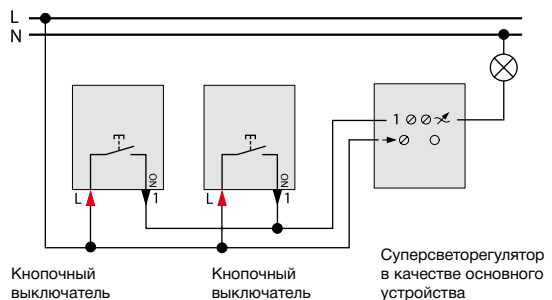 L
N
NO
NO
1
L
1
L
1
Кнопочный
выключатель
Кнопочный
выключатель
Суперсветорегулятор
в качестве основного
устройства